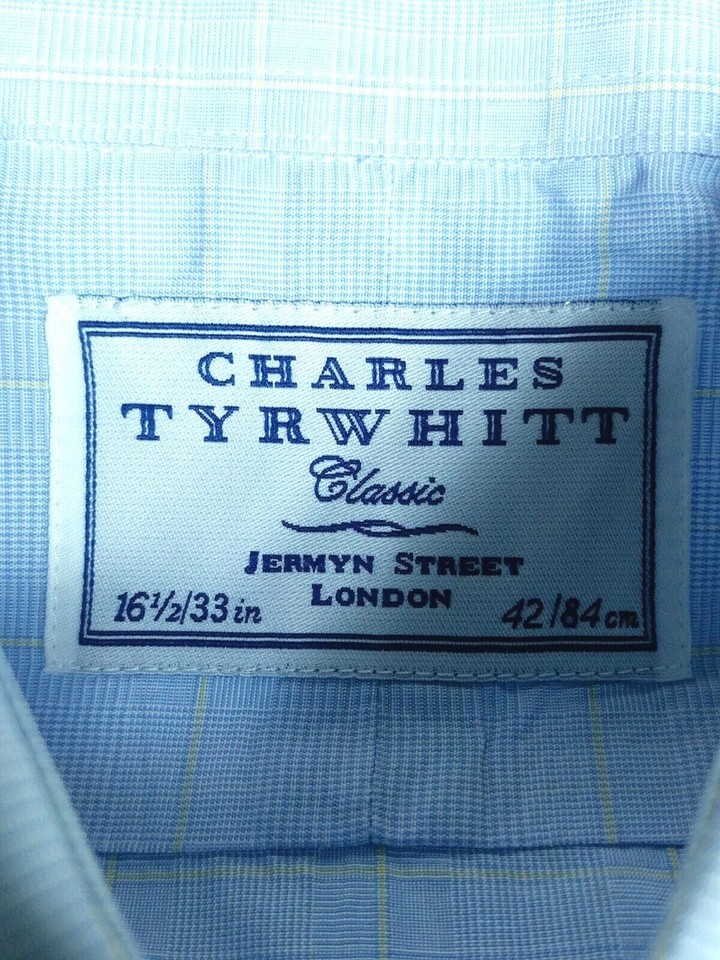 CHARLES
TYRWHITT
Classic
JERMYN STREET
LONDON
16½/33 in
42/84 cm